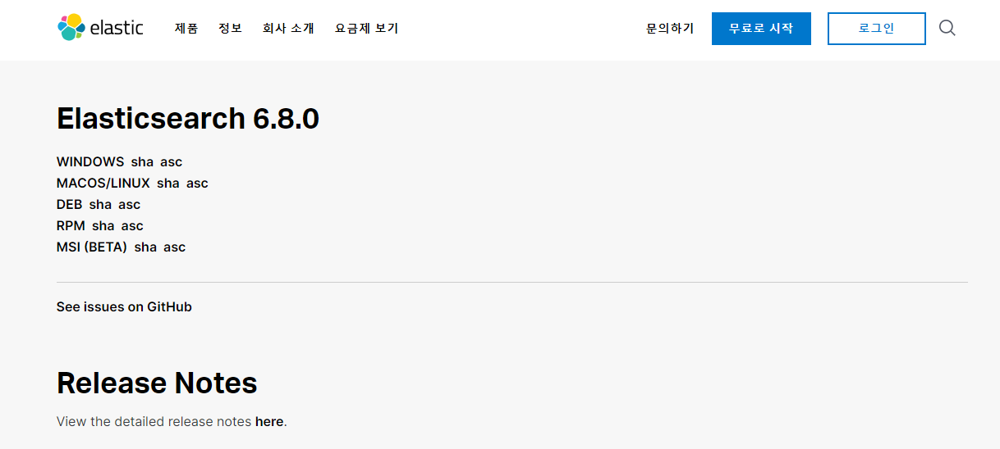 elastic 제품 정보 회사 소개 요금제 보기 문의하기 무료로 시작 로그인
Elasticsearch 6.8.0
WINDOWS sha asc
MACOS/LINUX sha asc
DEB sha asc
RPM sha asc
MSI (BETA) sha asc
See issues on GitHub
Release Notes
View the detailed release notes here.